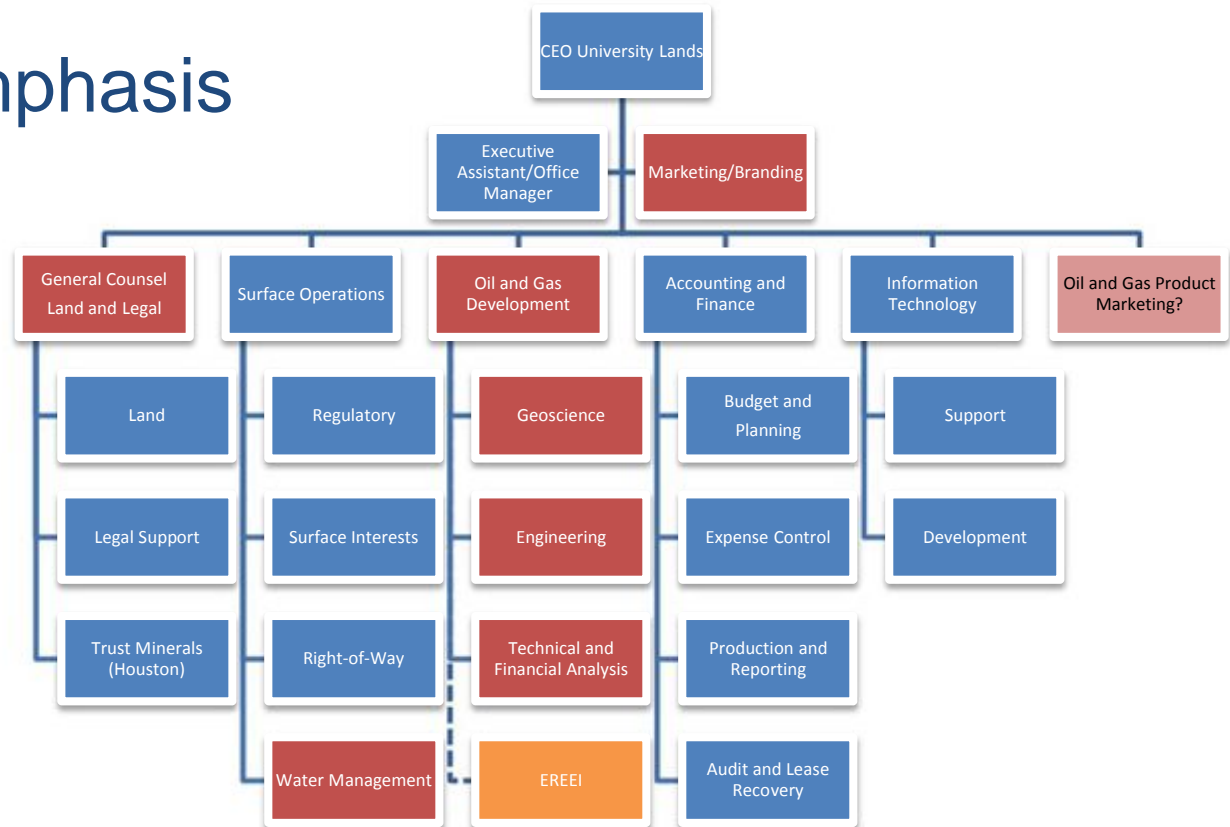 nphasis
CEO University Lands
Executive
Assistant/Office
Manager
Marketing/Branding
General Counsel
Land and Legal
Surface Operations
Oil and Gas
Development
Accounting and
Finance
Information
Technology
Oil and Gas Product
Marketing?
Land
Regulatory
Geoscience
Budget and
Planning
Support
Legal Support
Surface Interests
Engineering
Expense Control
Development
Trust Minerals
(Houston)
Right-of-Way
Technical and
Financial Analysis
Production and
Reporting
Water Management
EREEI
Audit and Lease
Recovery